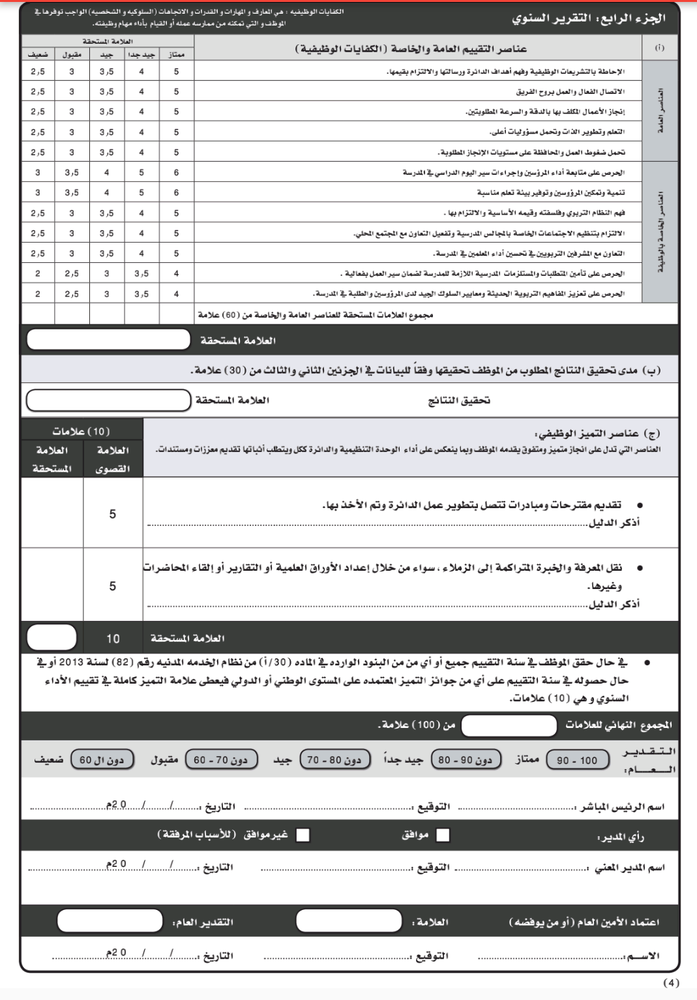 الجزء الرابع: التقرير السنوي
الكفايات الوظيفيه : هي المعارف و المهارات و القدرات و الاتجاهات (السلوكيه و الشخصيه) الواجب توفرها في
الموظف و التي تمكنه من ممارسه عمله أو القيام بأداء مهام وظيفته.
(أ) عناصر التقييم العامة والخاصة (الكفايات الوظيفية) العلامة المستحقة
ممتاز جيد جدا جيد مقبول ضعيف
العناصر العامة
الإحاطة بالتشريعات الوظيفية وفهم أهداف الدائرة ورسالتها والالتزام بقيمها. 5 4 3,5 3 2,5
الاتصال الفعال والعمل بروح الفريق 5 4 3,5 3 2,5
إنجاز الأعمال المكلف بها بالدقة والسرعة المطلوبتين. 5 4 3,5 3 2,5
التعلم وتطوير الذات وتحمل مسؤوليات أعلى. 5 4 3,5 3 2,5
تحمل ضغوط العمل والمحافظة على مستويات الإنجاز المطلوبة. 5 4 3,5 3 2,5
العناصر الخاصة بالوظيفة
الحرص على متابعة أداء المرؤسين وإجراءات سير اليوم الدراسي في المدرسة 6 5 4 3,5 3
تنمية وتمكين المرؤوسين وتوفير بيئة تعلم مناسبة 6 5 4 3,5 3
فهم النظام التربوي وفلسفته وقيمه الأساسية والالتزام بها . 5 4 3,5 3 2,5
الالتزام بتنظيم الاجتماعات الخاصة بالمجالس المدرسية وتفعيل التعاون مع المجتمع المحلي. 5 4 3,5 3 2,5
التعاون مع المشرفين التربويين في تحسين أداء المعلمين في المدرسة. 5 4 3,5 3 2,5
الحرص على تأمين المتطلبات والمستلزمات المدرسية اللازمة للمدرسة لضمان سير العمل بفعالية . 4 3,5 3 2,5 2
الحرص على تعزيز المفاهيم التربوية الحديثة ومعايير السلوك الجيد لدى المرؤوسين والطلبة في المدرسة. 4 3,5 3 2,5 2
مجموع العلامات المستحقة للعناصر العامة والخاصة من (60) علامة
العلامة المستحقة
(ب) مدى تحقيق النتائج المطلوب من الموظف تحقيقها وفقاً للبيانات في الجزئين الثاني والثالث من (30) علامة.
تحقيق النتائج العلامة المستحقة
(ج) عناصر التميز الوظيفي: (10) علامات
العناصر التي تدل على انجاز متميز ومتفوق يقدمه الموظف وبما ينعكس على أداء الوحدة التنظيمية والدائرة ككل ويتطلب أثباتها تقديم معززات ومستندات.
العلامة القصوى العلامة المستحقة
• تقديم مقترحات ومبادرات تتصل بتطوير عمل الدائرة وتم الأخذ بها. 5
أذكر الدليل..............................
• نقل المعرفة والخبرة المتراكمة إلى الزملاء ، سواء من خلال إعداد الأوراق العلمية أو التقارير أو إلقاء المحاضرات
وغيرها. 5
أذكر الدليل..............................
العلامة المستحقة 10
• في حال حقق الموظف في سنة التقييم جميع أو أي من من البنود الوارده في الماده (30/أ) من نظام الخدمه المدنيه رقم (82) لسنة 2013 أو في
حال حصوله في سنة التقييم على أي من جوائز التميز المعتمده على المستوى الوطني أو الدولي فيعطى علامة التميز كاملة في تقييم الأداء
السنوي و هي (10) علامات.
المجموع النهائي للعلامات من (100) علامة.
التـقـديـر
الــعــــام: 100 - 90 ممتاز دون 90 - 80 جيد جداً دون 80 - 70 جيد دون 70 - 60 مقبول دون ال 60 ضعيف
اسم الرئيس المباشر :.............................. التوقيع :.............................. التاريخ :........./........./.....20م..............................
رأي المدير: موافق غير موافق (للأسباب المرفقة)
اسم المدير المعني :.............................. التوقيع :.............................. التاريخ :........./........./.....20م..............................
اعتماد الأمين العام (أو من يوفضه) العلامة : التقدير العام:
الاســـم:.............................. التوقيع :.............................. التاريخ :........./........./.....20م..............................
(4)